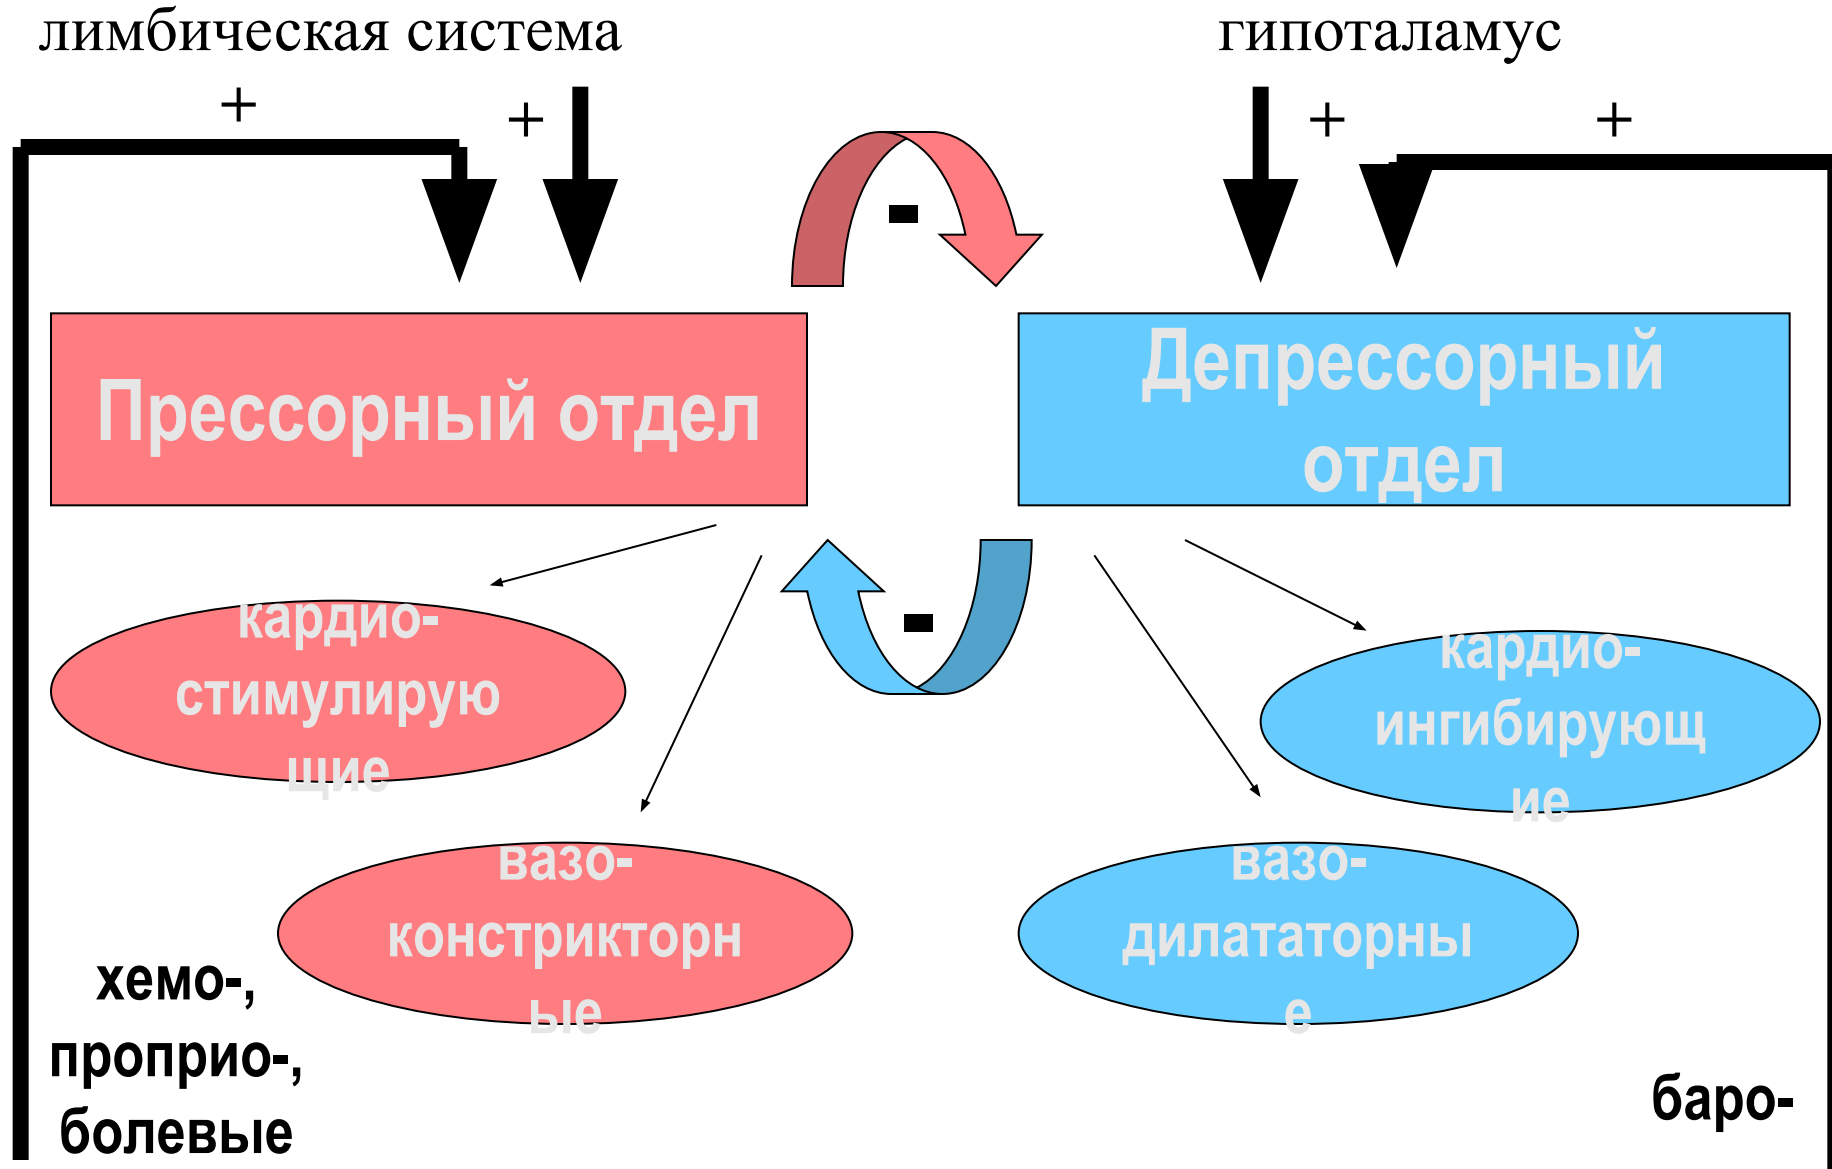 лимбическая система
гипоталамус
+
+
+
+
-
Прессорный отдел
Депрессорный
отдел
-
кардио-
стимулирую
щие
кардио-
ингибирующ
ие
вазо-
констрикторн
ые
вазо-
дилататорны
е
хемо-,
проприо-,
болевые
баро-